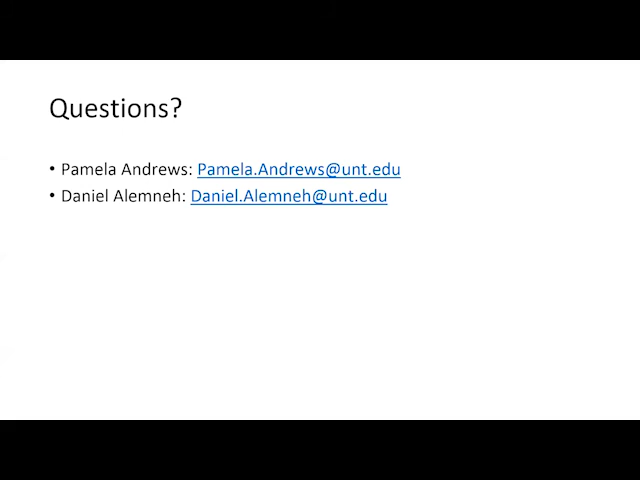 Questions?
• Pamela Andrews: Pamela.Andrews@unt.edu
• Daniel Alemneh: Daniel.Alemneh@unt.edu